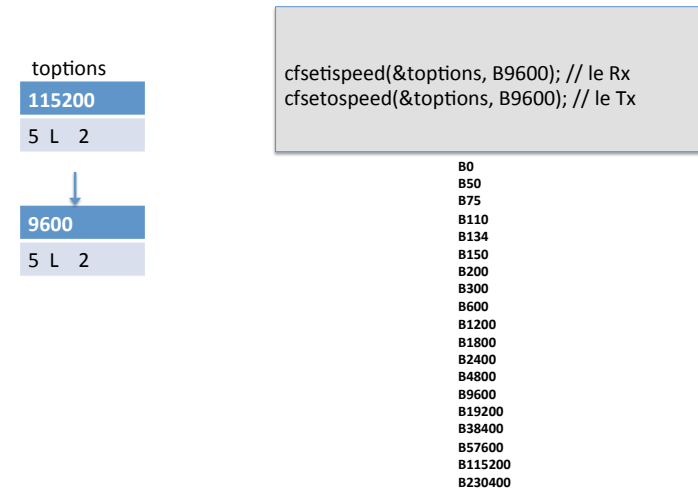 toptions
115200
5 L 2
9600
5 L 2
cfsetispeed(&toptions, B9600); // le Rx
cfsetospeed(&toptions, B9600); // le Tx
B0
B50
B75
B110
B134
B150
B200
B300
B600
B1200
B1800
B2400
B4800
B9600
B19200
B38400
B57600
B115200
B230400